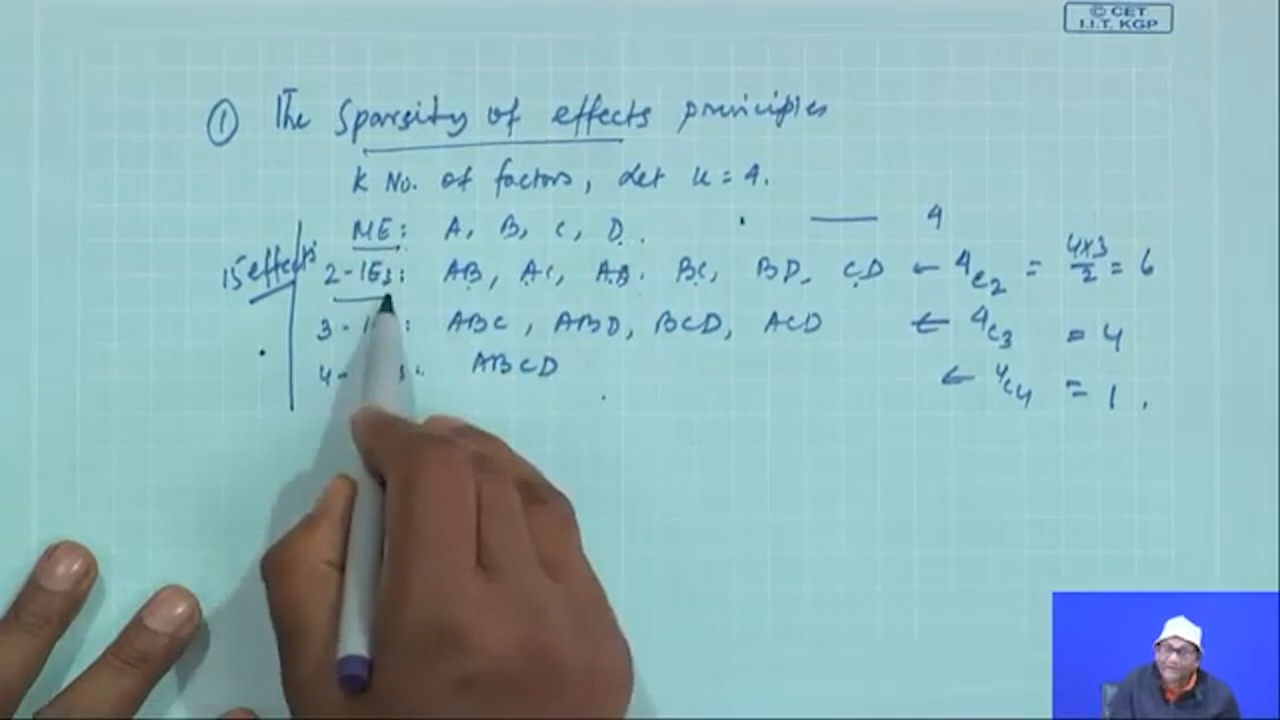 © CET
I.I.T. KGP
① The Sparsity of effects principles
K No. of factors, Let k = 4.
ME: A, B, C, D. — 4
15 effects
2-IEs: AB, AC, AD. BC, BD, CD ← 4c2 = 4x3/2 = 6
3-I : ABC, ABD, BCD, ACD ← 4c3 = 4
4- s: ABCD ← 4c4 = 1.